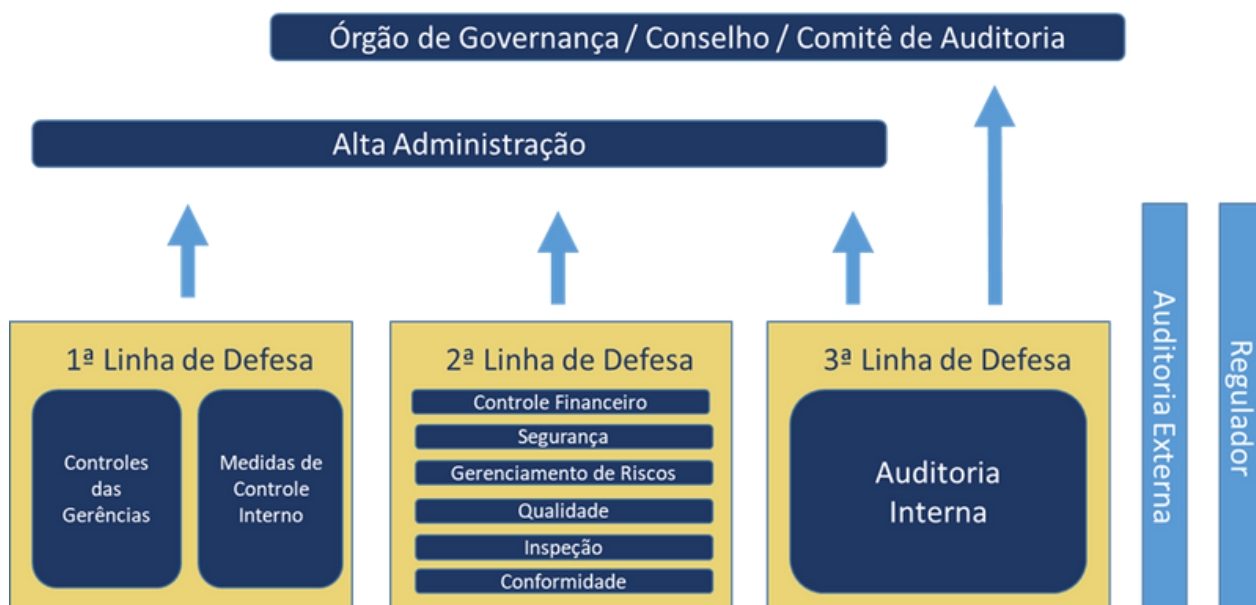 Órgão de Governança / Conselho / Comitê de Auditoria
Alta Administração
1ª Linha de Defesa
Controles
das
Gerências
Medidas de
Controle
Interno
2ª Linha de Defesa
Controle Financeiro
Segurança
Gerenciamento de Riscos
Qualidade
Inspeção
Conformidade
3ª Linha de Defesa
Auditoria
Interna
Auditoria Externa
Regulador